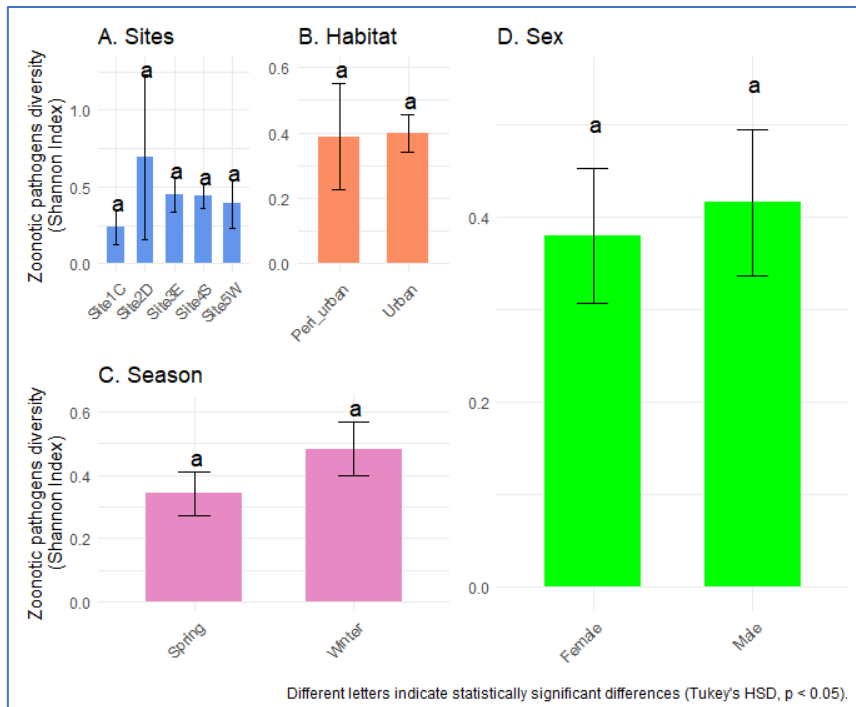 A. Sites
Zoonotic pathogens diversity
(Shannon Index)
1.0
0.5
0.0
a
a
a
a
a
Site1C
Site2D
Site3E
Site4S
Site5W
B. Habitat
0.6
0.4
0.2
0.0
a
a
Peri_urban
Urban
C. Season
Zoonotic pathogens diversity
(Shannon Index)
0.6
0.4
0.2
0.0
a
a
Spring
Winter
D. Sex
0.4
0.2
0.0
a
a
Female
Male
Different letters indicate statistically significant differences (Tukey's HSD, p < 0.05).